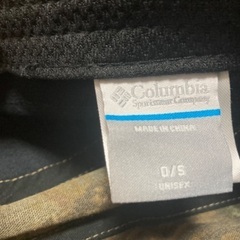 Columbia
Sportswear Company
MADE IN CHINA
O/S
UNISEX